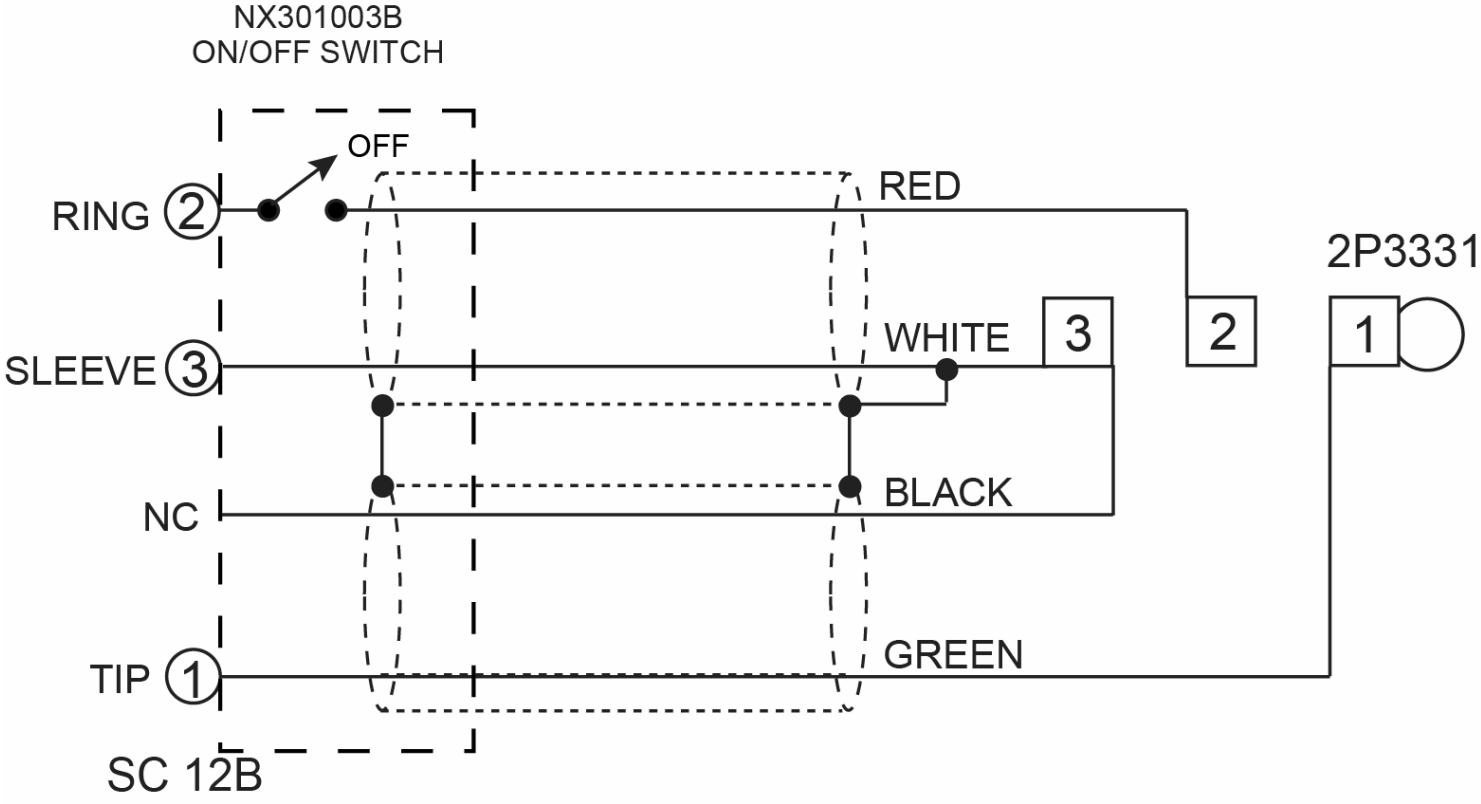 NX301003B
ON/OFF SWITCH
OFF
RED
RING 2
2P3331
WHITE
3
2
1
SLEEVE 3
BLACK
NC
GREEN
TIP 1
SC 12B